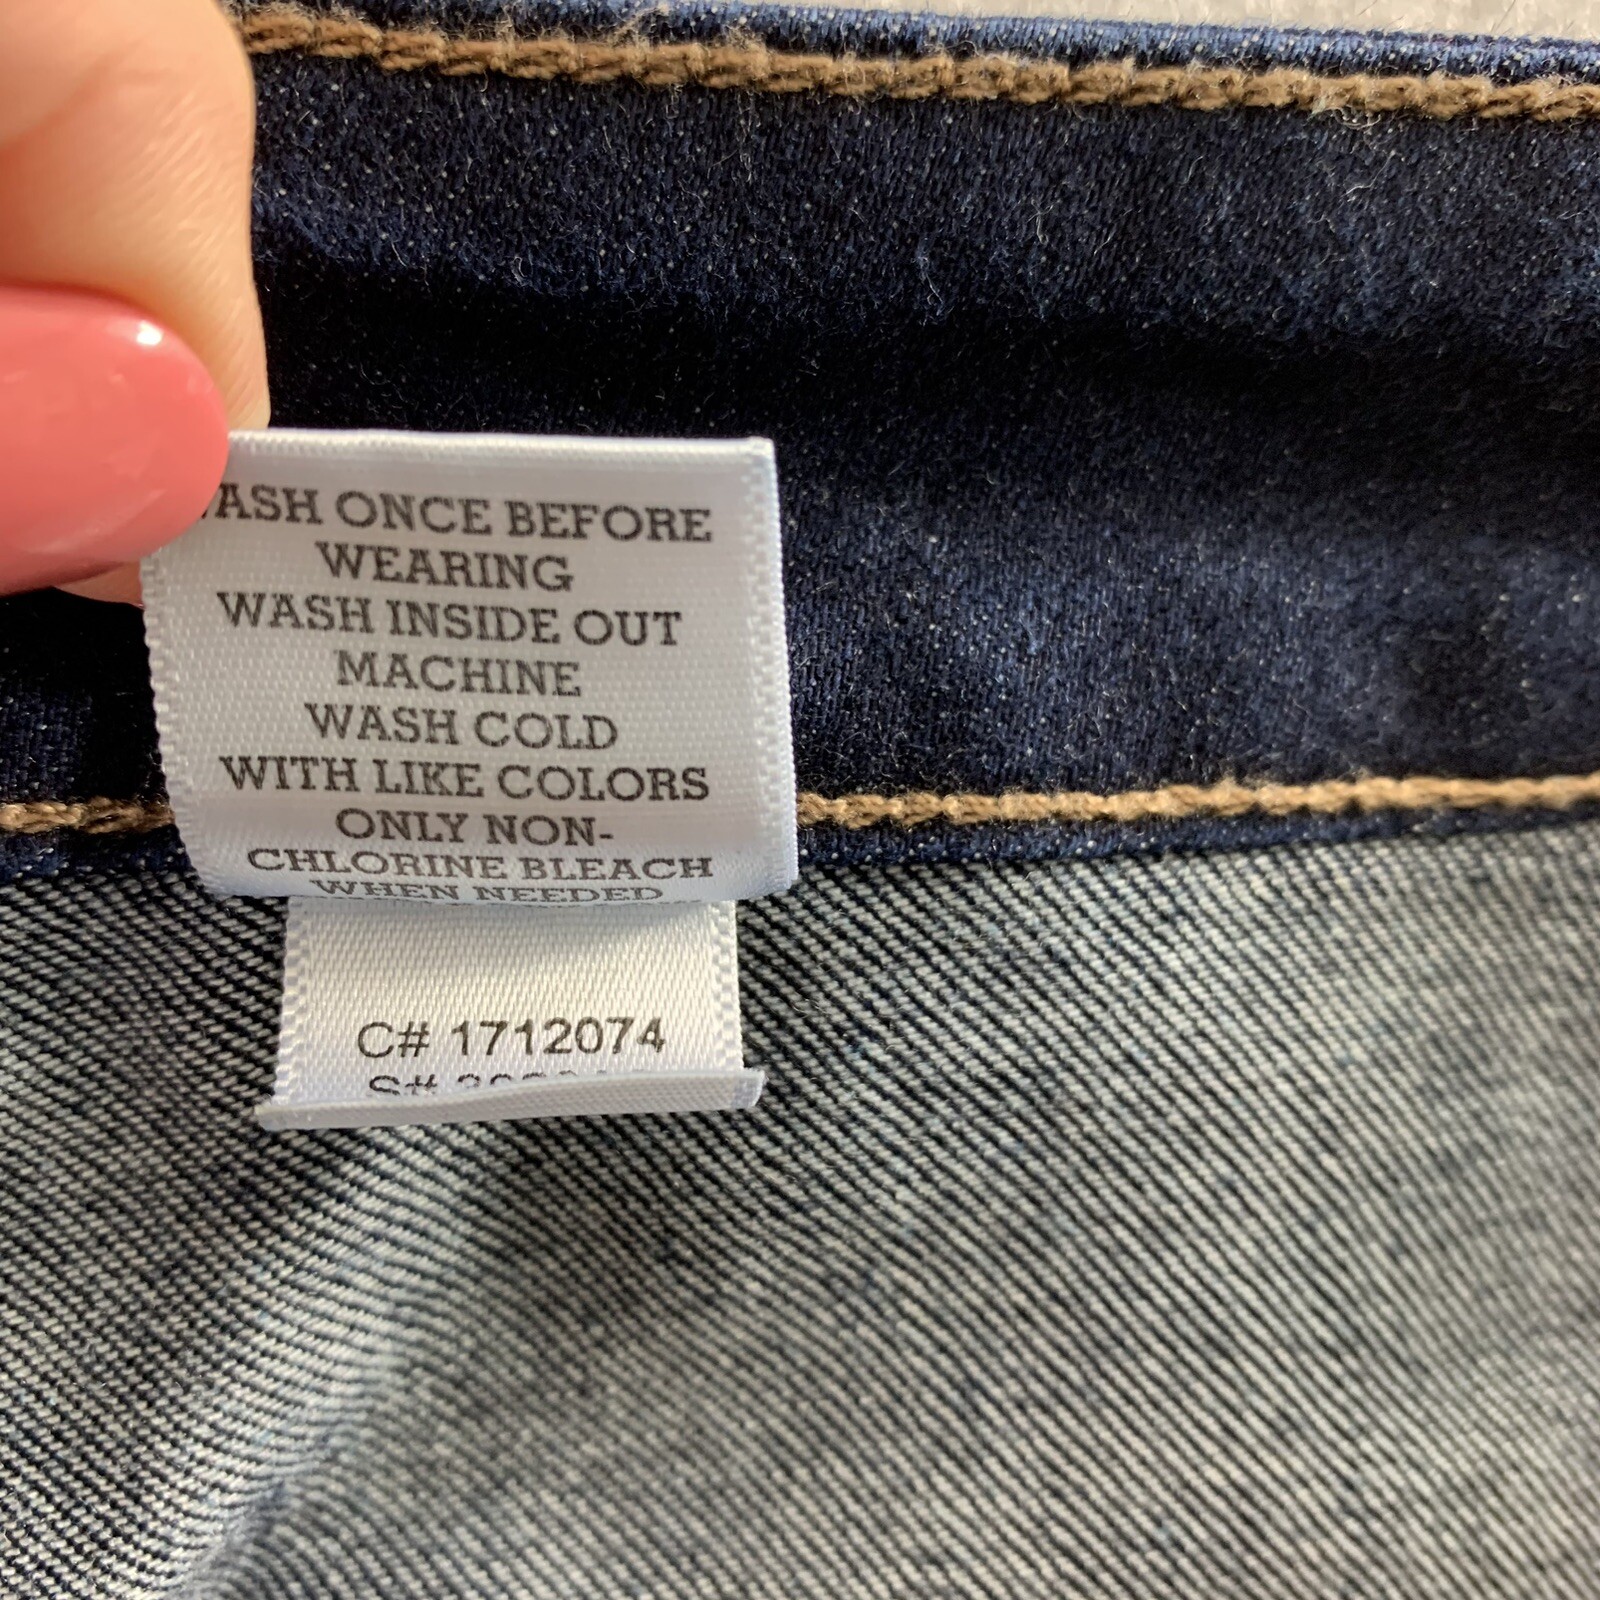 ASH ONCE BEFORE
WEARING
WASH INSIDE OUT
MACHINE
WASH COLD
WITH LIKE COLORS
ONLY NON-
CHLORINE BLEACH
WHEN NEEDED
C# 1712074
S#